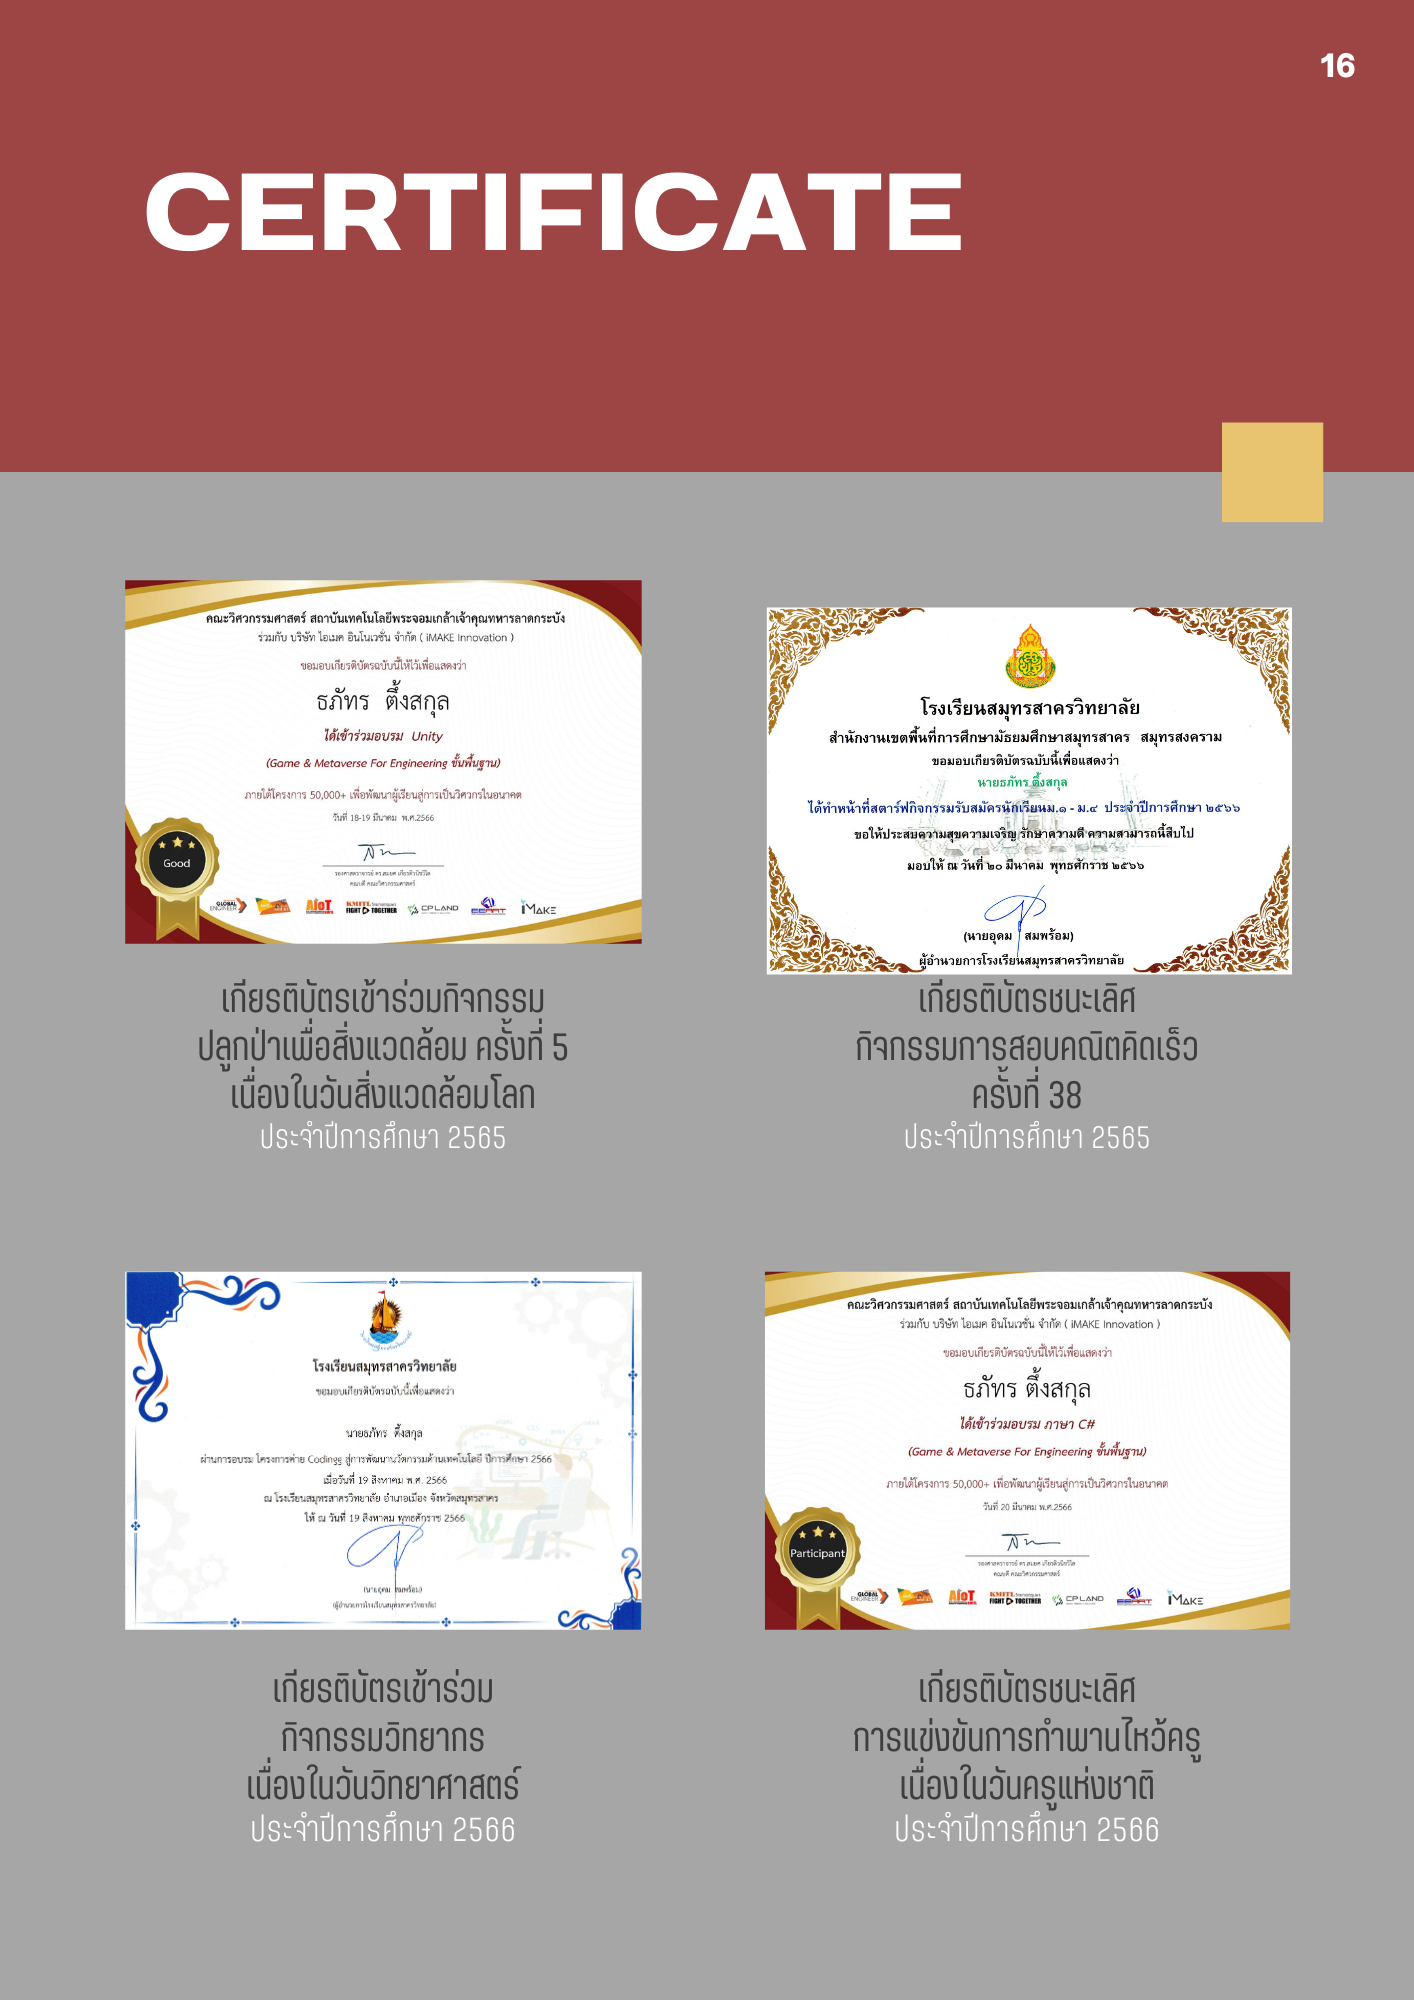 16
CERTIFICATE
คณะวิศวกรรมศาสตร์ สถาบันเทคโนโลยีพระจอมเกล้าเจ้าคุณทหารลาดกระบัง
ร่วมกับ บริษัท ไอเมค อินโนเวชั่น จำกัด ( iMAKE Innovation )
ขอมอบเกียรติบัตรฉบับนี้ให้ไว้เพื่อแสดงว่า
ธภัทร ตึ้งสกุล
ได้เข้าร่วมอบรม Unity
(Game & Metaverse For Engineering ขั้นพื้นฐาน)
ภายใต้โครงการ 50,000+ เพื่อพัฒนาผู้เรียนสู่การเป็นวิศวกรในอนาคต
วันที่ 18-19 มีนาคม พ.ศ.2566
Good
คณบดี คณะวิศวกรรมศาสตร์
GLOBAL ENGINEER
AIoT
KMITL FIGHT TOGETHER
CP LAND
iMAKE
เกียรติบัตรเข้าร่วมกิจกรรม
ปลูกป่าเพื่อสิ่งแวดล้อม ครั้งที่ 5
เนื่องในวันสิ่งแวดล้อมโลก
ประจำปีการศึกษา 2565
โรงเรียนสมุทรสาครวิทยาลัย
สำนักงานเขตพื้นที่การศึกษามัธยมศึกษาสมุทรสาคร สมุทรสงคราม
ขอมอบเกียรติบัตรฉบับนี้เพื่อแสดงว่า
นายธภัทร ตึ้งสกุล
ได้ทำหน้าที่สตาร์ฟกิจกรรมรับสมัครนักเรียนม.๑ - ม.๔ ประจำปีการศึกษา ๒๕๖๖
ขอให้ประสบความสุขความเจริญ รักษาความดี ความสามารถนี้สืบไป
มอบให้ ณ วันที่ ๒๐ มีนาคม พุทธศักราช ๒๕๖๖
(นายอุดม สมพร้อม)
ผู้อำนวยการโรงเรียนสมุทรสาครวิทยาลัย
เกียรติบัตรชนะเลิศ
กิจกรรมการสอบคณิตคิดเร็ว
ครั้งที่ 38
ประจำปีการศึกษา 2565
โรงเรียนสมุทรสาครวิทยาลัย
ขอมอบเกียรติบัตรฉบับนี้เพื่อแสดงว่า
นายธภัทร ตึ้งสกุล
ผ่านการอบรม โครงการค่าย Codingg สู่การพัฒนานวัตกรรมด้านเทคโนโลยี ปีการศึกษา 2566
เมื่อวันที่ 19 สิงหาคม พ.ศ. 2566
ณ โรงเรียนสมุทรสาครวิทยาลัย อำเภอเมือง จังหวัดสมุทรสาคร
ให้ ณ วันที่ 19 สิงหาคม พุทธศักราช 2566
(นายอุดม สมพร้อม)
ผู้อำนวยการโรงเรียนสมุทรสาครวิทยาลัย
เกียรติบัตรเข้าร่วม
กิจกรรมวิทยากร
เนื่องในวันวิทยาศาสตร์
ประจำปีการศึกษา 2566
คณะวิศวกรรมศาสตร์ สถาบันเทคโนโลยีพระจอมเกล้าเจ้าคุณทหารลาดกระบัง
ร่วมกับ บริษัท ไอเมค อินโนเวชั่น จำกัด ( iMAKE Innovation )
ขอมอบเกียรติบัตรฉบับนี้ให้ไว้เพื่อแสดงว่า
ธภัทร ตึ้งสกุล
ได้เข้าร่วมอบรม ภาษา C#
(Game & Metaverse For Engineering ขั้นพื้นฐาน)
ภายใต้โครงการ 50,000+ เพื่อพัฒนาผู้เรียนสู่การเป็นวิศวกรในอนาคต
วันที่ 20 มีนาคม พ.ศ.2566
Participant
คณบดี คณะวิศวกรรมศาสตร์
GLOBAL ENGINEER
AIoT
KMITL FIGHT TOGETHER
CP LAND
iMAKE
เกียรติบัตรชนะเลิศ
การแข่งขันการทำพานไหว้ครู
เนื่องในวันครูแห่งชาติ
ประจำปีการศึกษา 2566